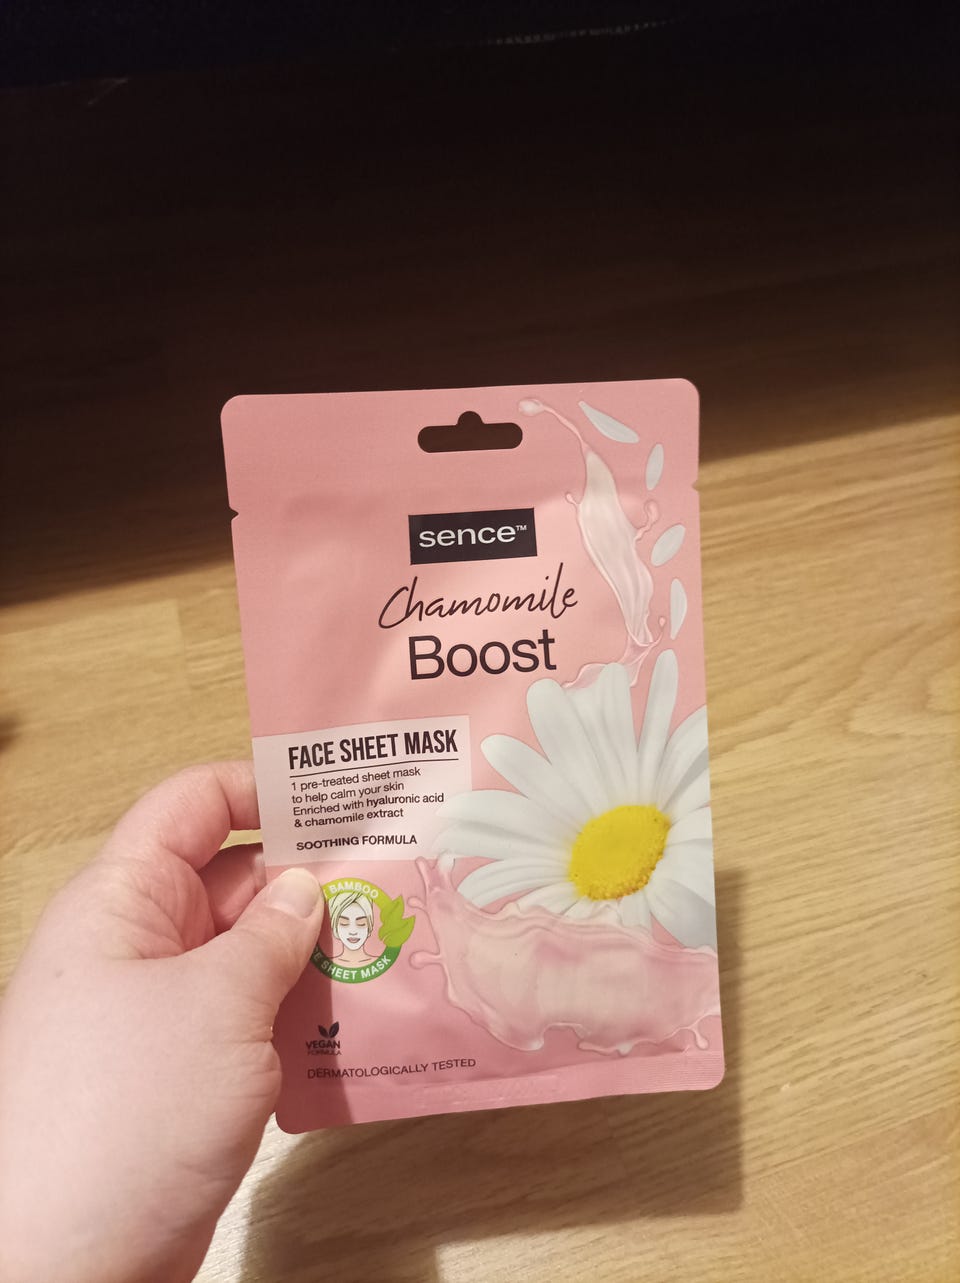 sence™
Chamomile
Boost
FACE SHEET MASK
1 pre-treated sheet mask
to help calm your skin
Enriched with hyaluronic acid
& chamomile extract
SOOTHING FORMULA
BAMBOO
SHEET MASK
VEGAN
FORMULA
DERMATOLOGICALLY TESTED